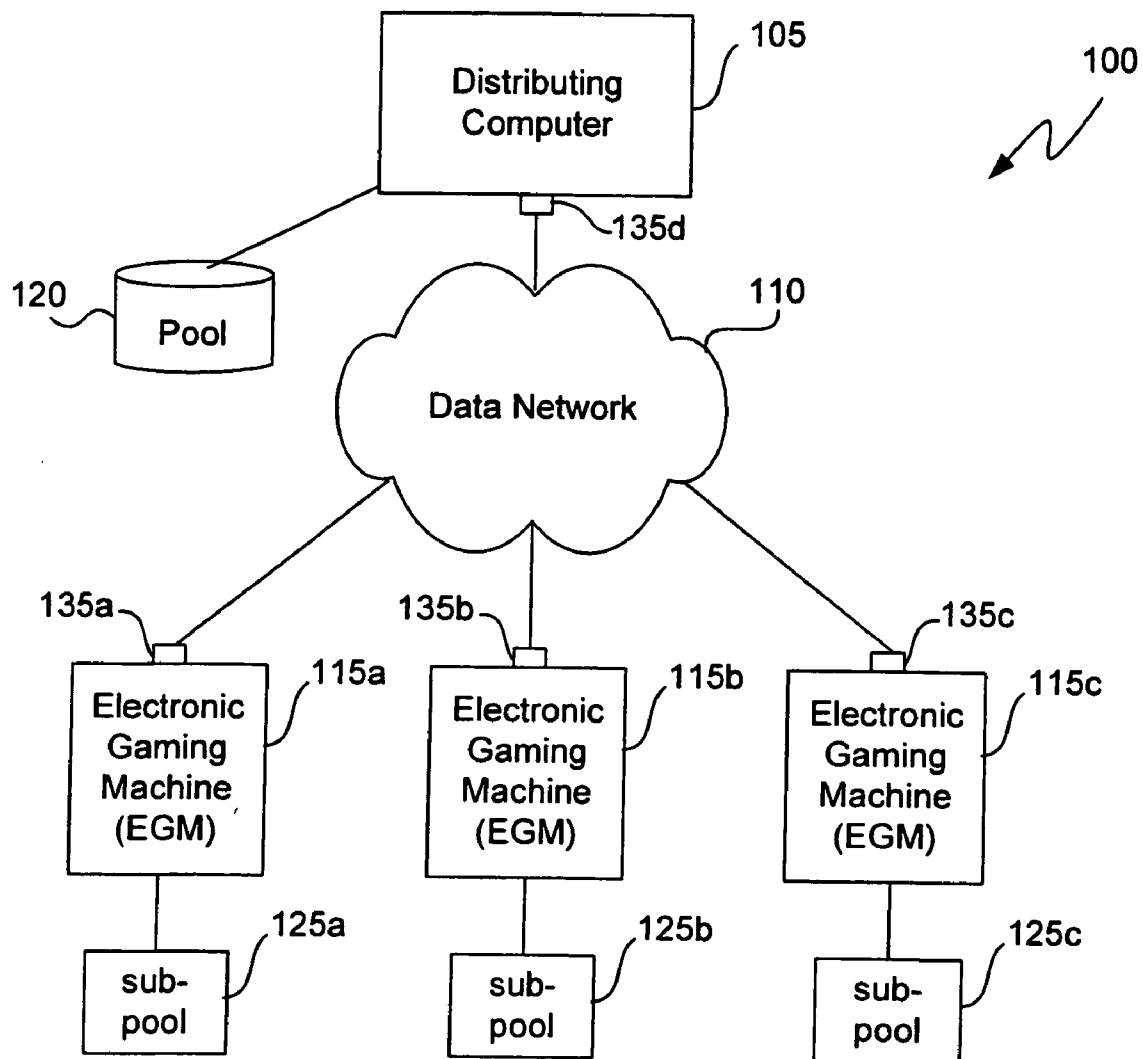 105
100
Distributing
Computer
135d
120
Pool
110
Data Network
135a
135b
135c
115a
115b
115c
Electronic
Gaming
Machine
(EGM)
Electronic
Gaming
Machine
(EGM)
Electronic
Gaming
Machine
(EGM)
125a
125b
125c
sub-
pool
sub-
pool
sub-
pool